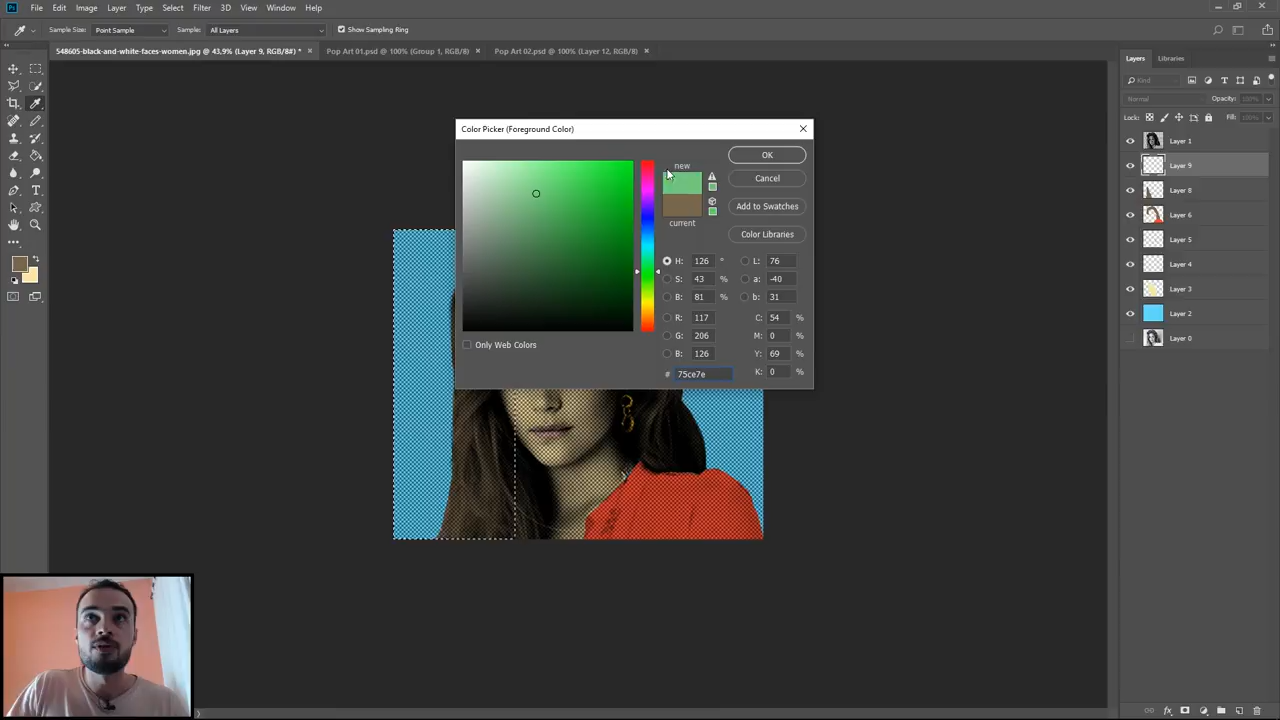 Ps File Edit Image Layer Type Select Filter 3D View Window Help
Sample Size: Point Sample Sample: All Layers Show Sampling Ring
548605-black-and-white-faces-women.jpg @ 43,9% (Layer 9, RGB/8#) * × Pop Art 01.psd @ 100% (Group 1, RGB/8) × Pop Art 02.psd @ 100% (Layer 12, RGB/8) ×
Layers Libraries
Kind
Normal Opacity: 100%
Lock: Fill: 100%
Layer 1
Layer 9
Layer 8
Layer 6
Layer 5
Layer 4
Layer 3
Layer 2
Layer 0
Color Picker (Foreground Color)
new
current
OK
Cancel
Add to Swatches
Color Libraries
H: 126 ° L: 76
S: 43 % a: -40
B: 81 % b: 31
R: 117 C: 54 %
G: 206 M: 0 %
B: 126 Y: 69 %
# 75ce7e K: 0 %
Only Web Colors